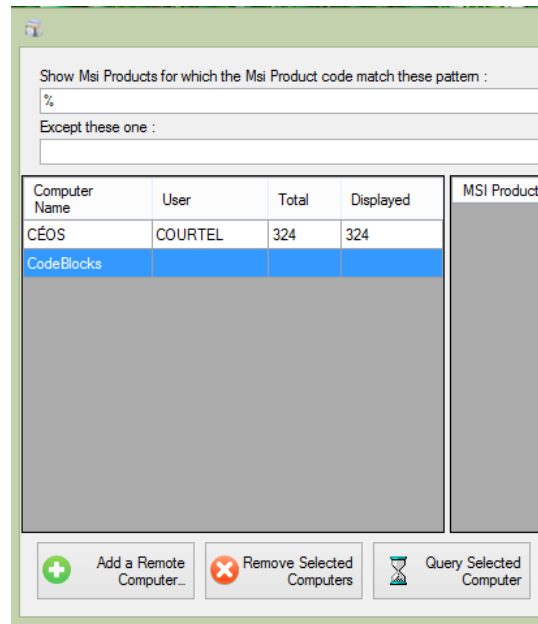 Show Msi Products for which the Msi Product code match these pattern :
%
Except these one :
Computer Name User Total Displayed MSI Product
CÉOS COURTEL 324 324
CodeBlocks
Add a Remote Computer... Remove Selected Computers Query Selected Computer